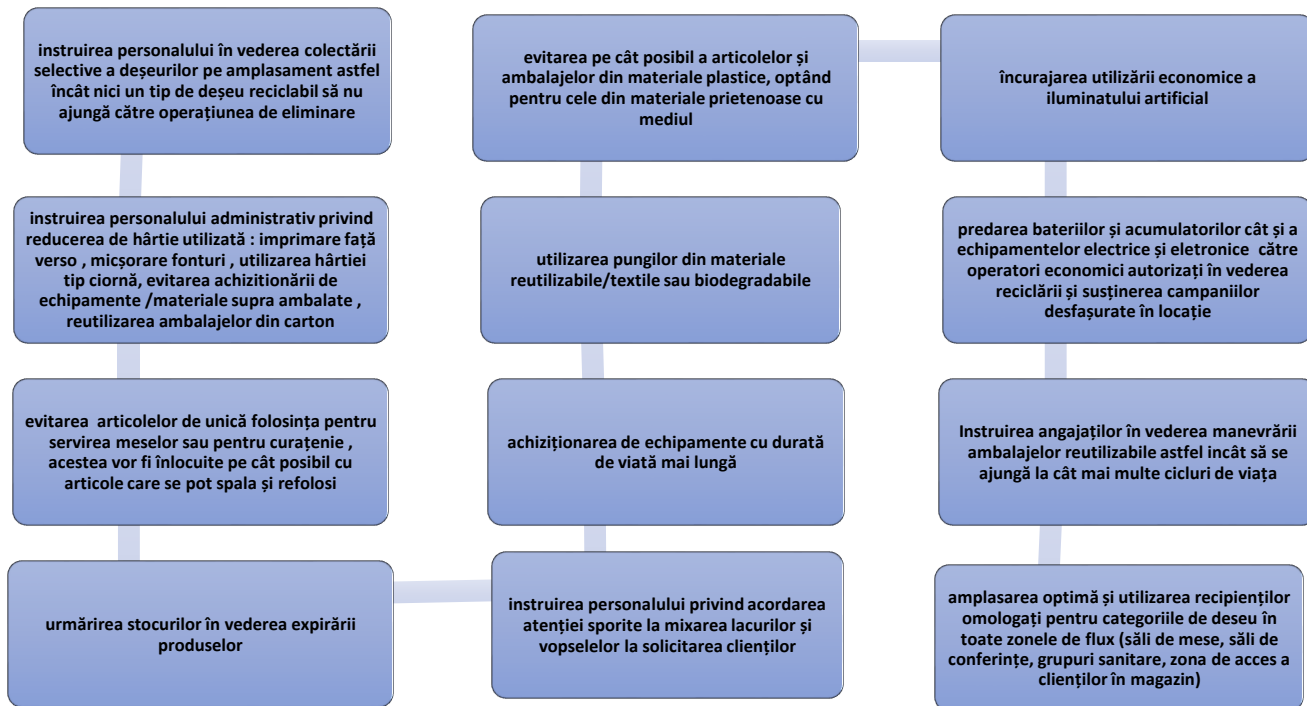 instruirea personalului în vederea colectării
selective a deșeurilor pe amplasament astfel
încât nici un tip de deșeu reciclabil să nu
ajungă către operațiunea de eliminare
instruirea personalului administrativ privind
reducerea de hârtie utilizată : imprimare față
verso , micșorare fonturi , utilizarea hârtiei
tip ciornă, evitarea achizitionării de
echipamente /materiale supra ambalate ,
reutilizarea ambalajelor din carton
evitarea  articolelor de unică folosința pentru
servirea meselor sau pentru curațenie ,
acestea vor fi înlocuite pe cât posibil cu
articole care se pot spala și refolosi
urmărirea stocurilor în vederea expirării
produselor
instruirea personalului privind acordarea
atenției sporite la mixarea lacurilor și
vopselelor la solicitarea clienților
achiziționarea de echipamente cu durată
de viată mai lungă
utilizarea pungilor din materiale
reutilizabile/textile sau biodegradabile
evitarea pe cât posibil a articolelor și
ambalajelor din materiale plastice, optând
pentru cele din materiale prietenoase cu
mediul
încurajarea utilizării economice a
iluminatului artificial
predarea bateriilor și acumulatorilor cât și a
echipamentelor electrice și eletronice  către
operatori economici autorizați în vederea
reciclării și susținerea campaniilor
desfașurate în locație
Instruirea angajaților în vederea manevrării
ambalajelor reutilizabile astfel incât să se
ajungă la cât mai multe cicluri de viața
amplasarea optimă și utilizarea recipienților
omologați pentru categoriile de deseu în
toate zonele de flux (săli de mese, săli de
conferințe, grupuri sanitare, zona de acces a
clienților în magazin)